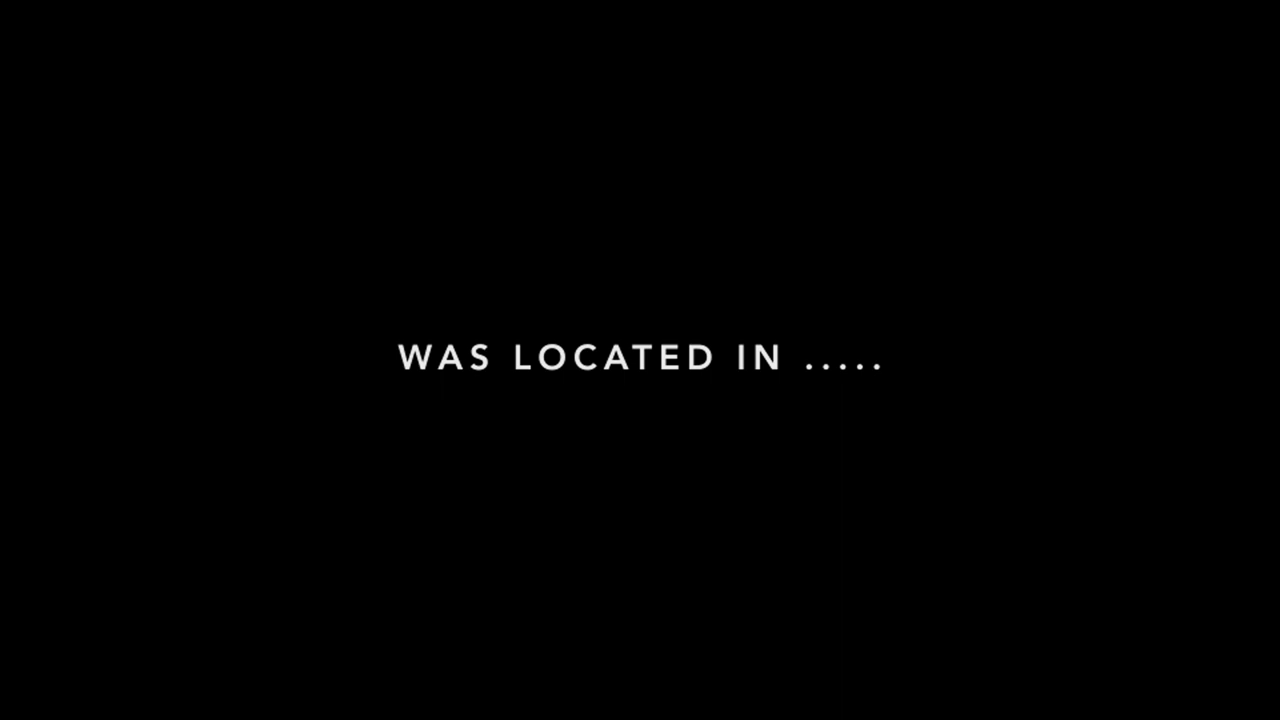 WAS LOCATED IN .....